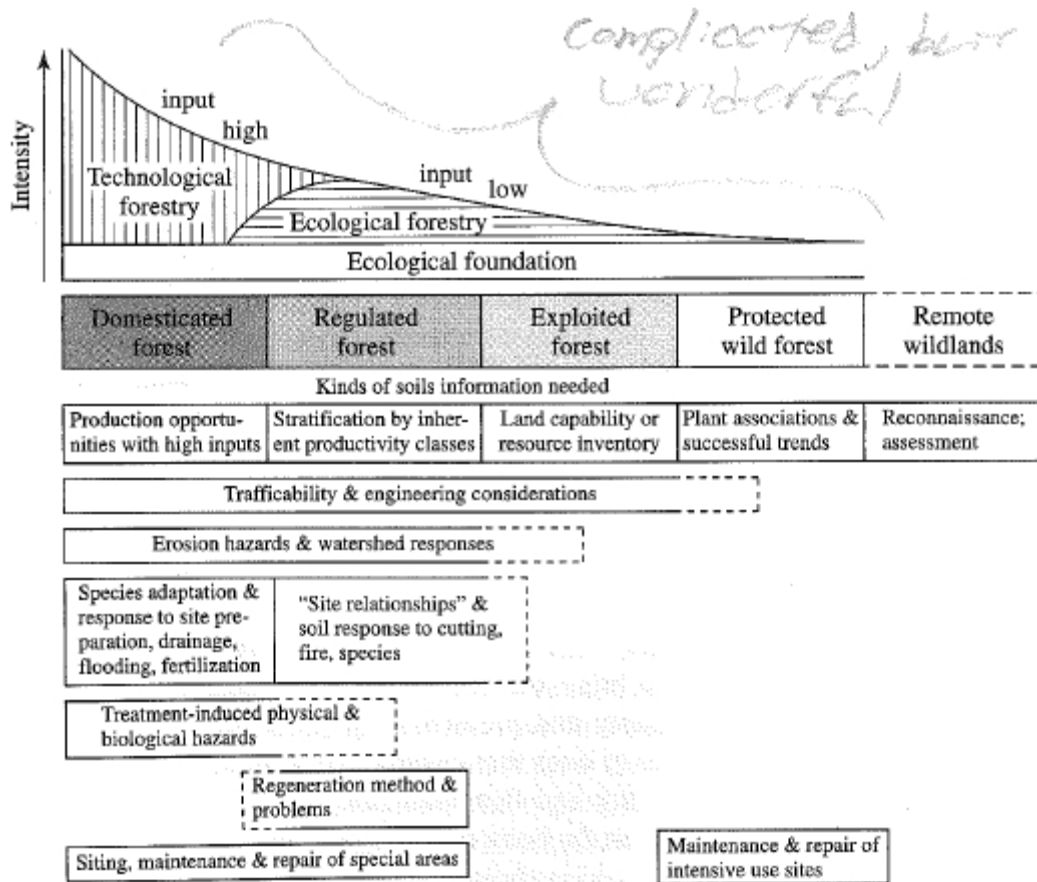 complicated, but
wonderful
input
high
Intensity
Technological
forestry
input
low
Ecological forestry
Ecological foundation
Domesticated
forest
Regulated
forest
Exploited
forest
Protected
wild forest
Remote
wildlands
Kinds of soils information needed
Production opportu-
nities with high inputs
Stratification by inher-
ent productivity classes
Land capability or
resource inventory
Plant associations &
successful trends
Reconnaissance;
assessment
Trafficability & engineering considerations
Erosion hazards & watershed responses
Species adaptation &
response to site pre-
paration, drainage,
flooding, fertilization
"Site relationships" &
soil response to cutting,
fire, species
Treatment-induced physical &
biological hazards
Regeneration method &
problems
Siting, maintenance & repair of special areas
Maintenance & repair of
intensive use sites